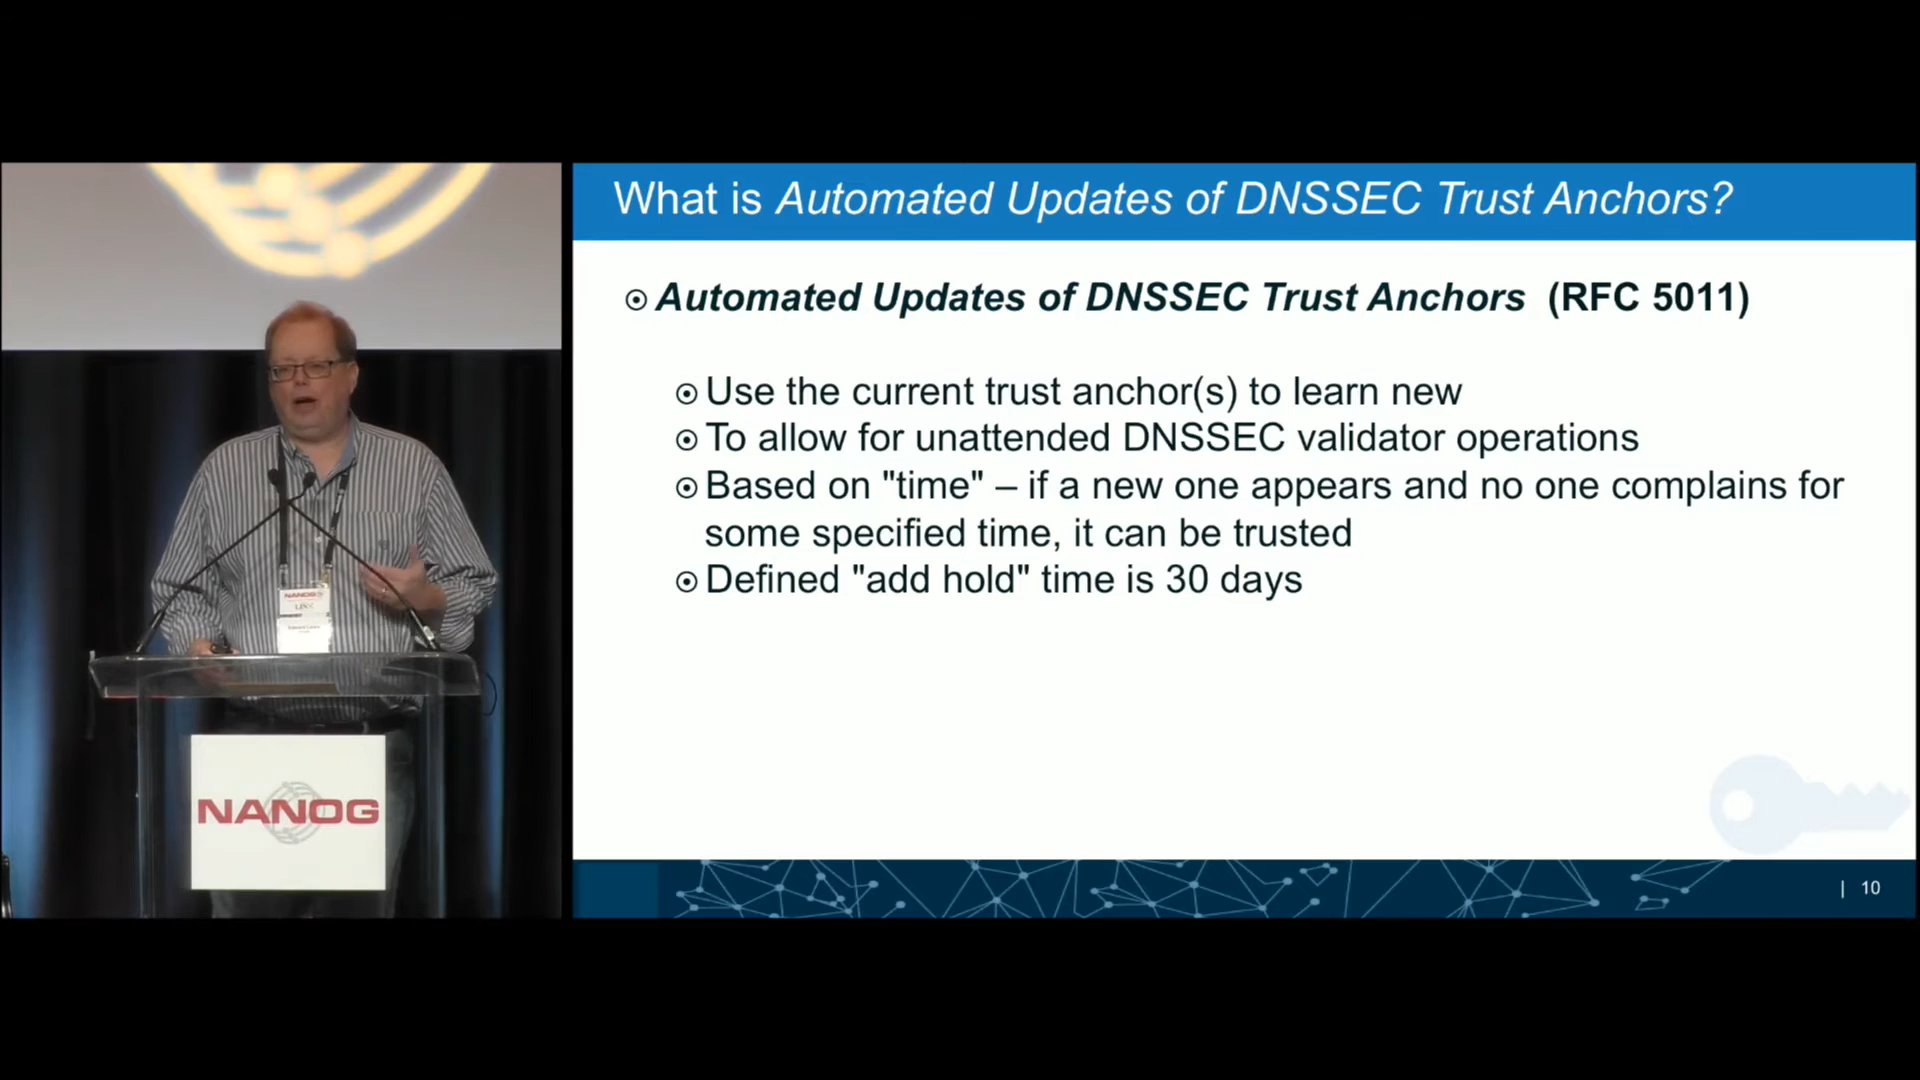 What is Automated Updates of DNSSEC Trust Anchors?
Automated Updates of DNSSEC Trust Anchors (RFC 5011)
Use the current trust anchor(s) to learn new
To allow for unattended DNSSEC validator operations
Based on "time" – if a new one appears and no one complains for
some specified time, it can be trusted
Defined "add hold" time is 30 days
| 10
NANOG
NANOG